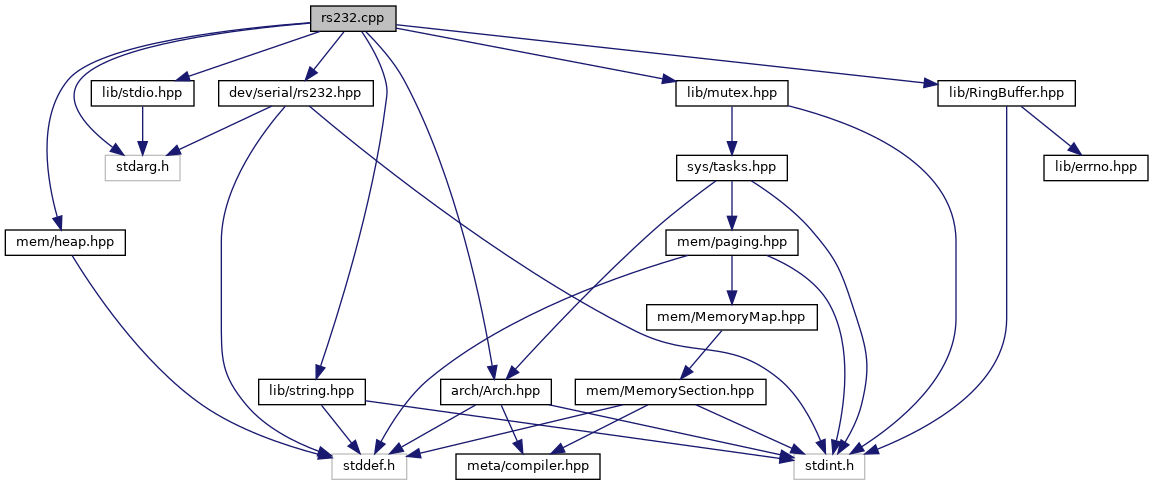 rs232.cpp
lib/stdio.hpp
dev/serial/rs232.hpp
lib/mutex.hpp
lib/RingBuffer.hpp
stdarg.h
sys/tasks.hpp
lib/errno.hpp
mem/heap.hpp
mem/paging.hpp
mem/MemoryMap.hpp
lib/string.hpp
arch/Arch.hpp
mem/MemorySection.hpp
stddef.h
meta/compiler.hpp
stdint.h